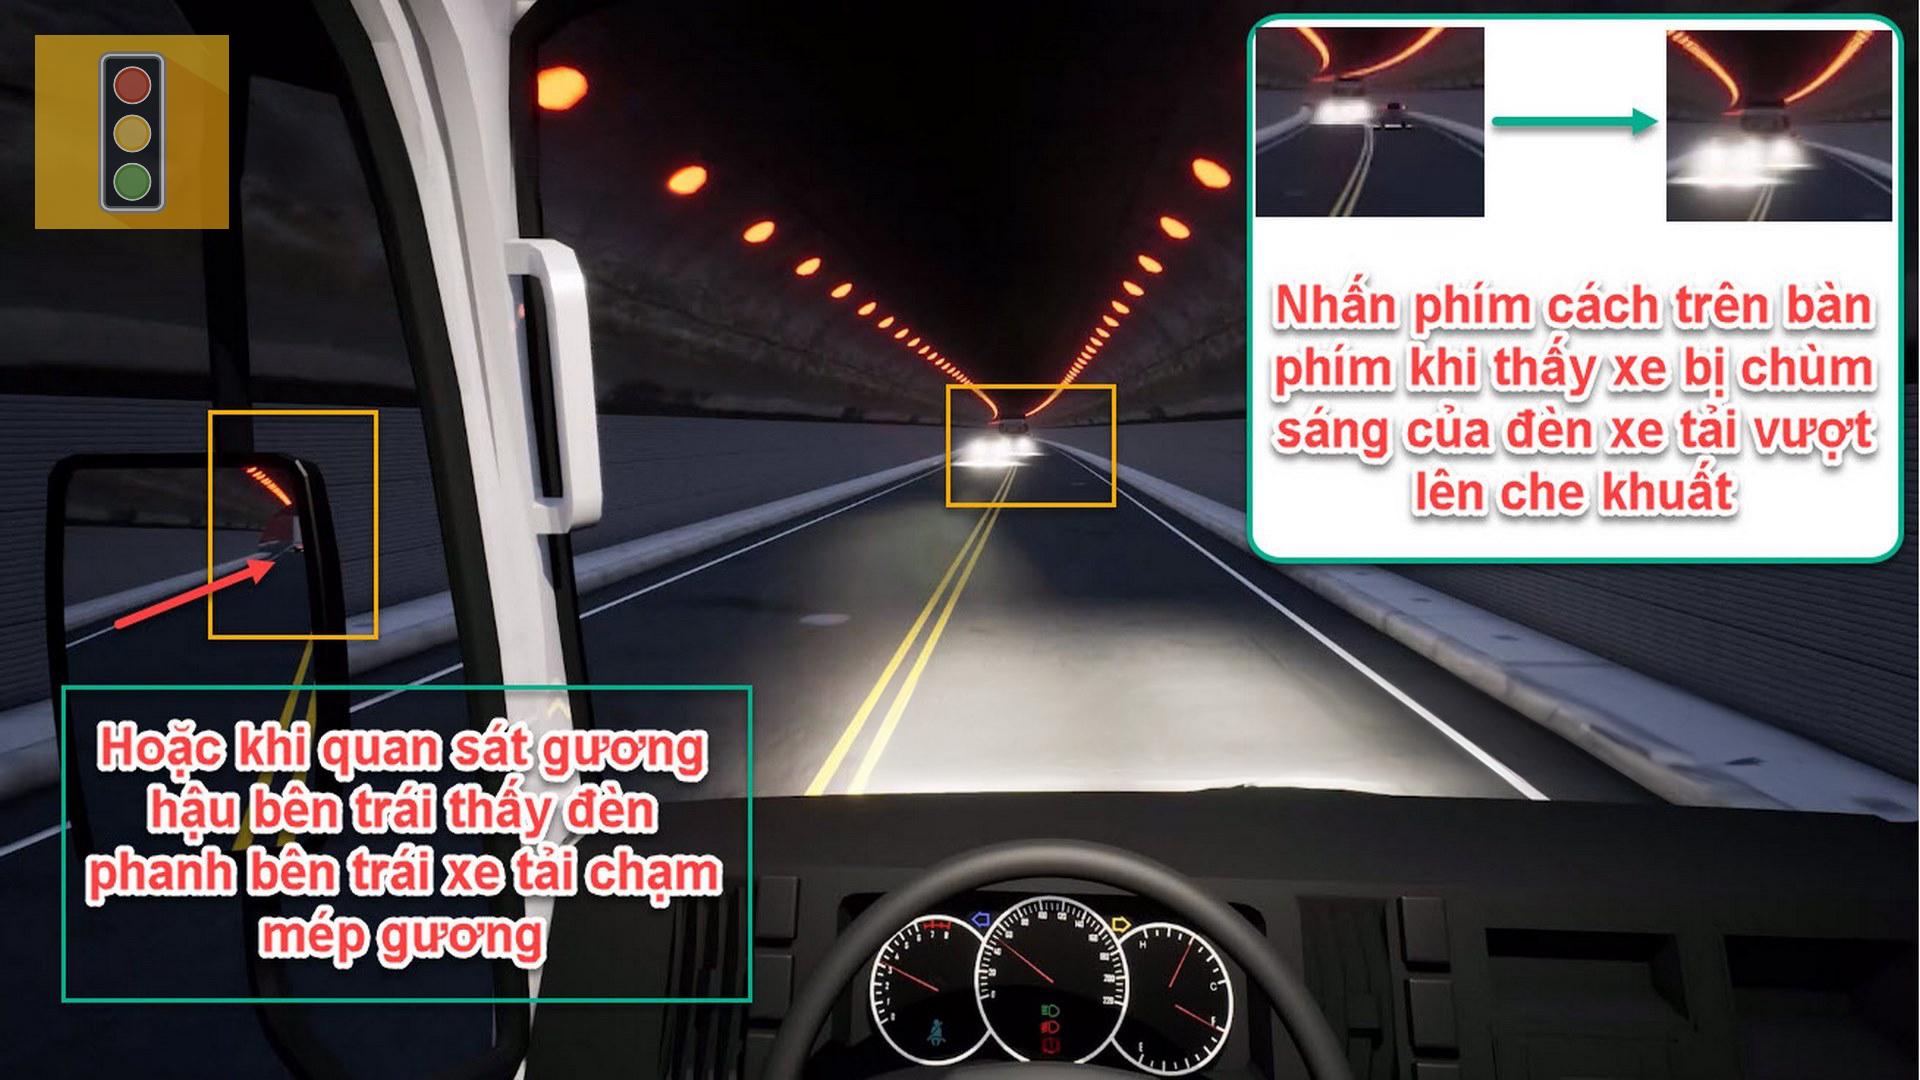 Nhấn phím cách trên bàn
phím khi thấy xe bị chùm
sáng của đèn xe tải vượt
lên che khuất
Hoặc khi quan sát gương
hậu bên trái thấy đèn
phanh bên trái xe tải chạm
mép gương